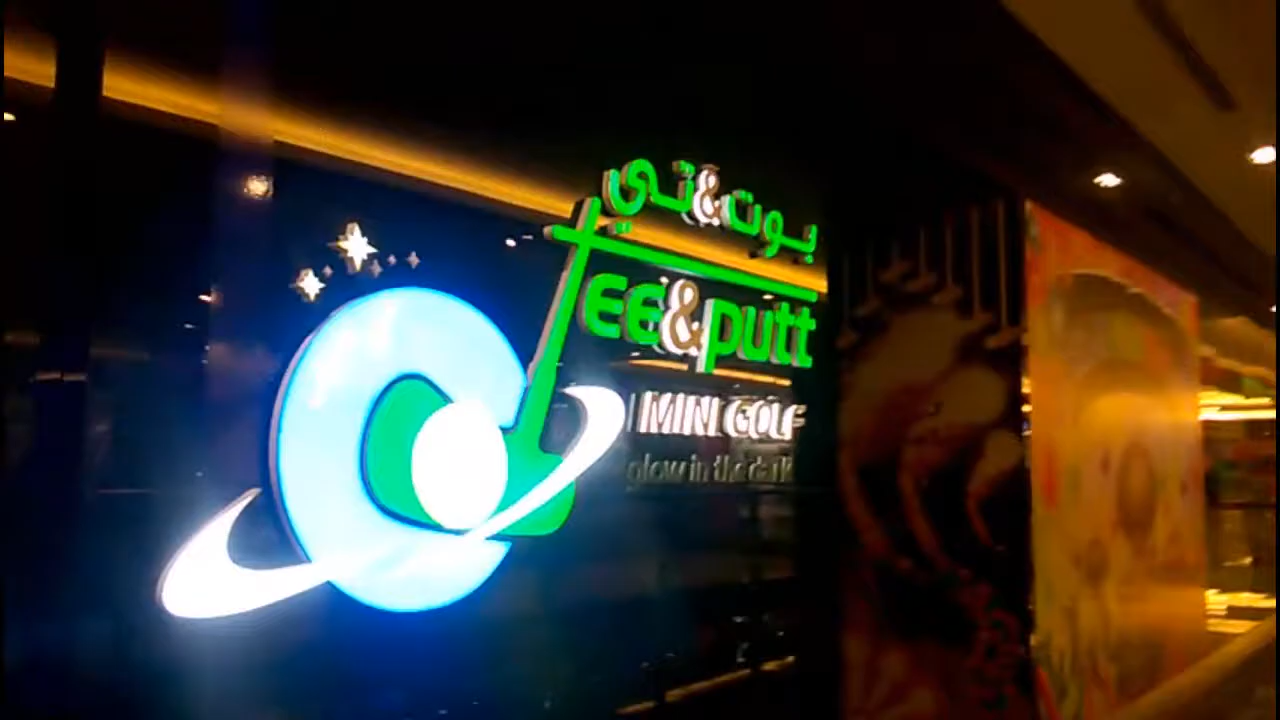 بوت&تي
Tee&putt
MINI GOLF
glow in the dark